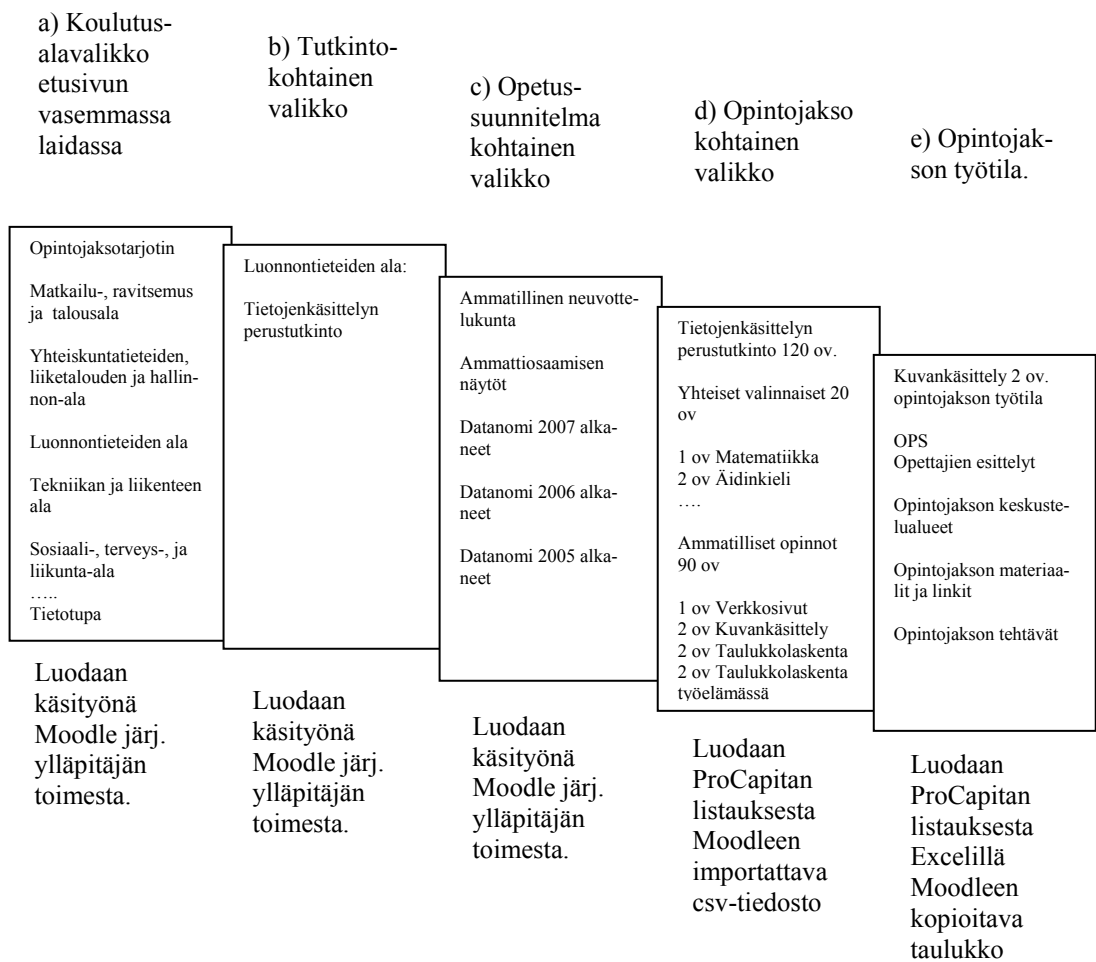 a) Koulutus-
alavalikko
etusivun
vasemmassa
laidassa
b) Tutkinto-
kohtainen
valikko
c) Opetus-
suunnitelma
kohtainen
valikko
d) Opintojakso
kohtainen
valikko
e) Opintojak-
son työtila.
Opintojaksotarjotin
Matkailu-, ravitsemus
ja talousala
Yhteiskuntatieteiden,
liiketalouden ja hallin-
non-ala
Luonnontieteiden ala
Tekniikan ja liikenteen
ala
Sosiaali-, terveys-, ja
liikunta-ala
…..
Tietotupa
Luonnontieteiden ala:
Tietojenkäsittelyn
perustutkinto
Ammatillinen neuvotte-
lukunta
Ammattiosaamisen
näytöt
Datanomi 2007 alka-
neet
Datanomi 2006 alka-
neet
Datanomi 2005 alka-
neet
Tietojenkäsittelyn
perustutkinto 120 ov.
Yhteiset valinnaiset 20
ov
1 ov Matematiikka
2 ov Äidinkieli
….
Ammatilliset opinnot
90 ov
1 ov Verkkosivut
2 ov Kuvankäsittely
2 ov Taulukkolaskenta
2 ov Taulukkolaskenta
työelämässä
Kuvankäsittely 2 ov.
opintojakson työtila
OPS
Opettajien esittelyt
Opintojakson keskuste-
lualueet
Opintojakson materiaa-
lit ja linkit
Opintojakson tehtävät
Luodaan
käsityönä
Moodle järj.
ylläpitäjän
toimesta.
Luodaan
käsityönä
Moodle järj.
ylläpitäjän
toimesta.
Luodaan
käsityönä
Moodle järj.
ylläpitäjän
toimesta.
Luodaan
ProCapitan
listauksesta
Moodleen
importattava
csv-tiedosto
Luodaan
ProCapitan
listauksesta
Excelillä
Moodleen
kopioitava
taulukko